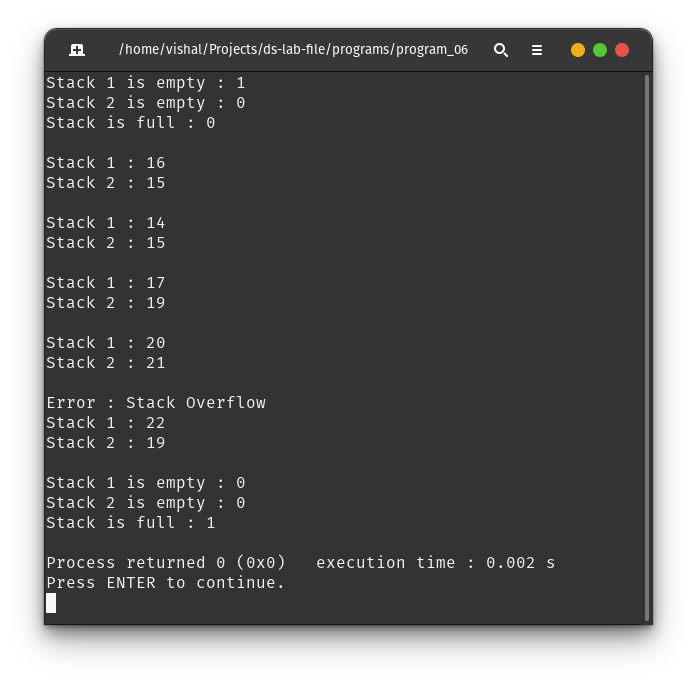 /home/vishal/Projects/ds-lab-file/programs/program_06
Stack 1 is empty : 1
Stack 2 is empty : 0
Stack is full : 0
Stack 1 : 16
Stack 2 : 15
Stack 1 : 14
Stack 2 : 15
Stack 1 : 17
Stack 2 : 19
Stack 1 : 20
Stack 2 : 21
Error : Stack Overflow
Stack 1 : 22
Stack 2 : 19
Stack 1 is empty : 0
Stack 2 is empty : 0
Stack is full : 1
Process returned 0 (0x0)   execution time : 0.002 s
Press ENTER to continue.